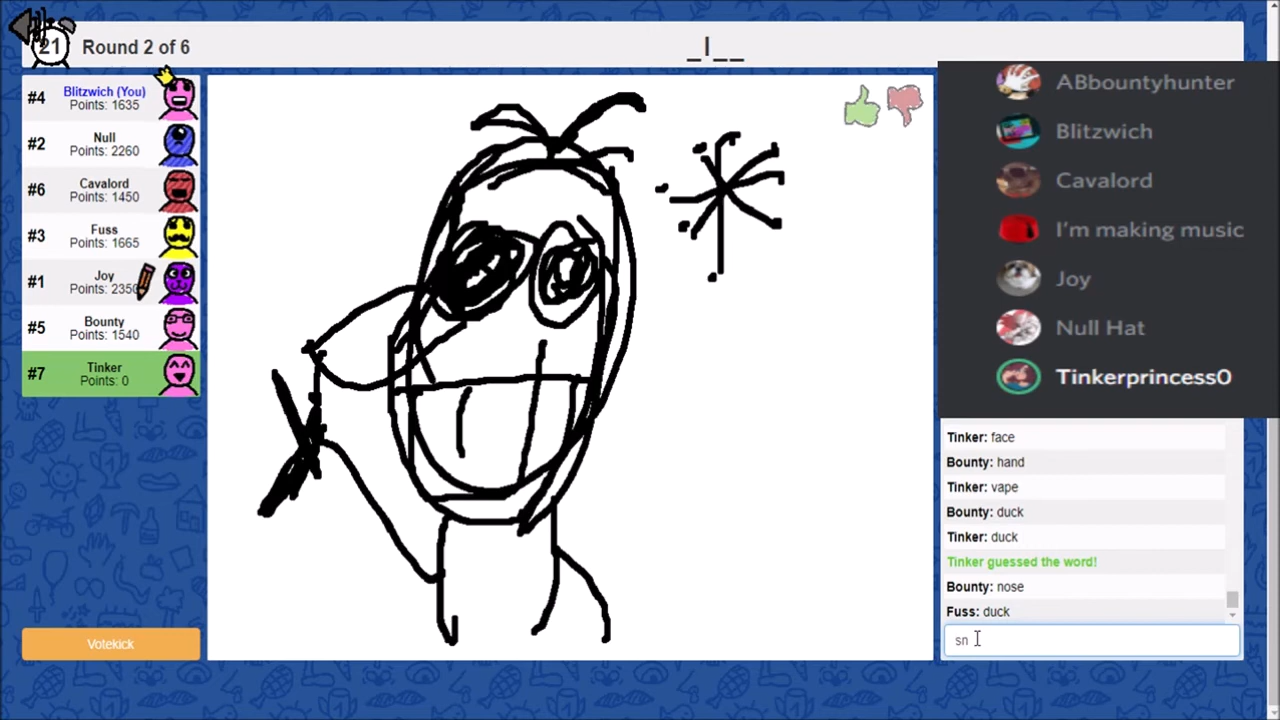 21 Round 2 of 6 _l__
#4 Blitzwich (You)
Points: 1635
#2 Null
Points: 2260
#6 Cavalord
Points: 1450
#3 Fuss
Points: 1665
#1 Joy
Points: 2350
#5 Bounty
Points: 1540
#7 Tinker
Points: 0
Votekick
ABbountyhunter
Blitzwich
Cavalord
I'm making music
Joy
Null Hat
Tinkerprincess0
Tinker: face
Bounty: hand
Tinker: vape
Bounty: duck
Tinker: duck
Tinker guessed the word!
Bounty: nose
Fuss: duck
sn